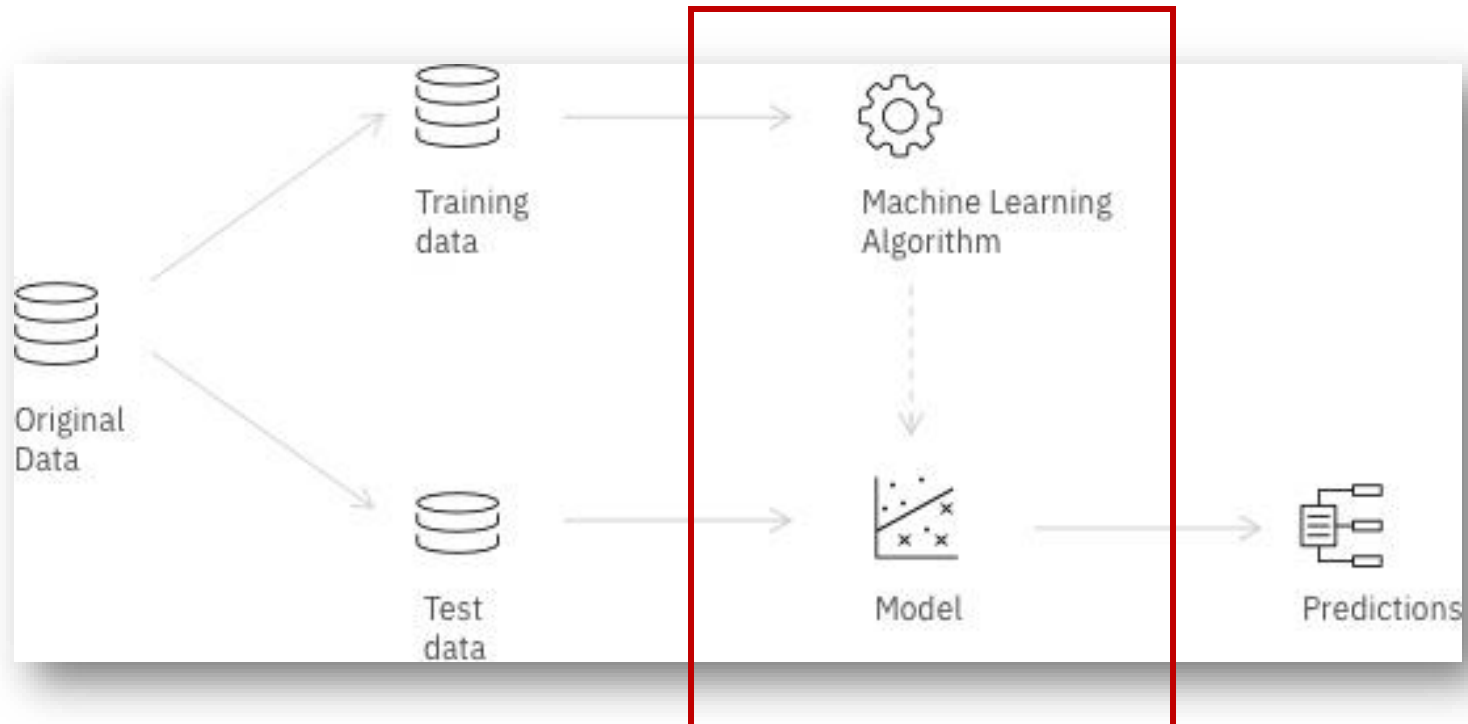 Training
data
Machine Learning
Algorithm
Original
Data
Test
data
Model
Predictions